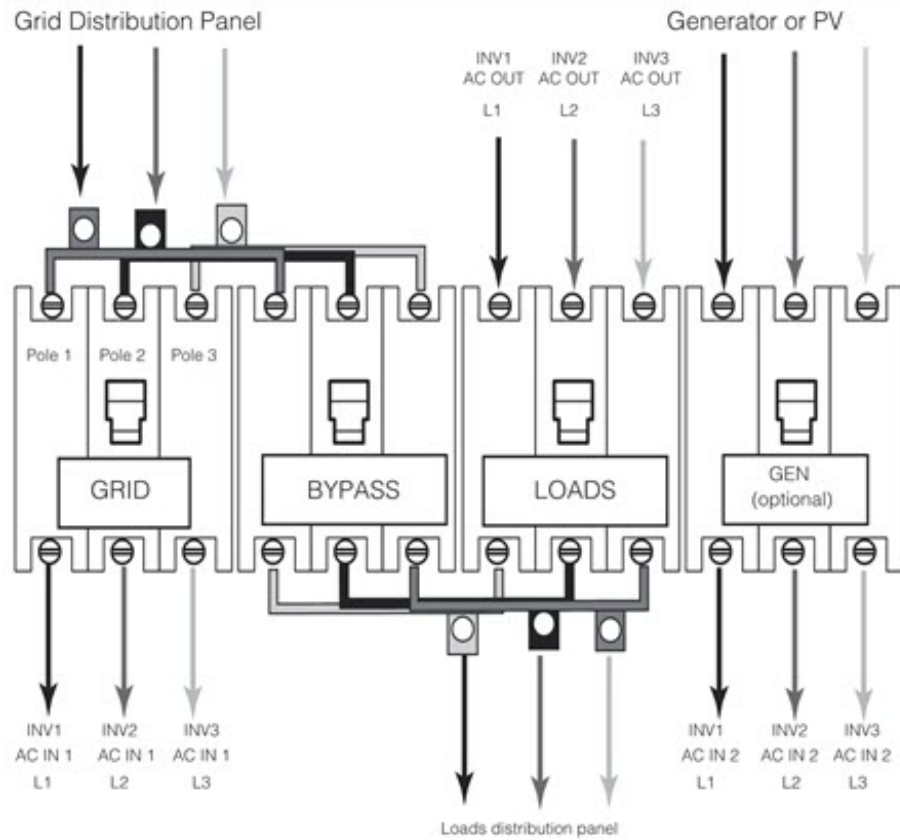 Grid Distribution Panel
Generator or PV
INV1 INV2 INV3
AC OUT AC OUT AC OUT
L1 L2 L3
Pole 1 Pole 2 Pole 3
GRID
BYPASS
LOADS
GEN
(optional)
INV1 INV2 INV3
AC IN 1 AC IN 1 AC IN 1
L1 L2 L3
INV1 INV2 INV3
AC IN 2 AC IN 2 AC IN 2
L1 L2 L3
Loads distribution panel